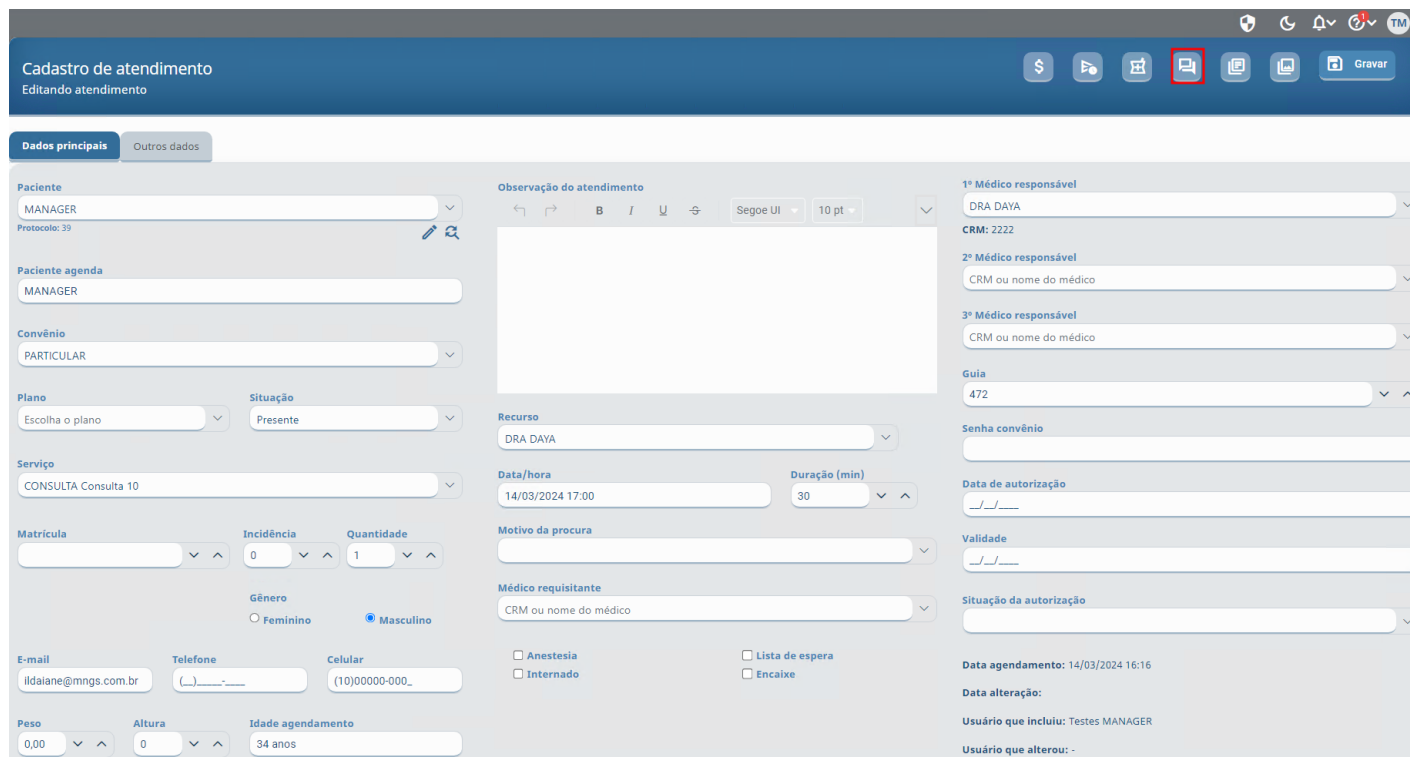 1
TM
Cadastro de atendimento
Editando atendimento
$
Gravar
Dados principais
Outros dados
Paciente
MANAGER
Protocolo: 39
Paciente agenda
MANAGER
Convênio
PARTICULAR
Plano
Situação
Escolha o plano
Presente
Serviço
CONSULTA Consulta 10
Matrícula
Incidência
Quantidade
0
1
Gênero
Feminino
Masculino
E-mail
Telefone
Celular
ildaiane@mngs.com.br
(__)_____-____
(10)00000-000_
Peso
Altura
Idade agendamento
0,00
0
34 anos
Observação do atendimento
B I U S Segoe UI 10 pt
Recurso
DRA DAYA
Data/hora
Duração (min)
14/03/2024 17:00
30
Motivo da procura
Médico requisitante
CRM ou nome do médico
Anestesia
Lista de espera
Internado
Encaixe
1º Médico responsável
DRA DAYA
CRM: 2222
2º Médico responsável
CRM ou nome do médico
3º Médico responsável
CRM ou nome do médico
Guia
472
Senha convênio
Data de autorização
__/__/____
Validade
__/__/____
Situação da autorização
Data agendamento: 14/03/2024 16:16
Data alteração:
Usuário que incluiu: Testes MANAGER
Usuário que alterou: -